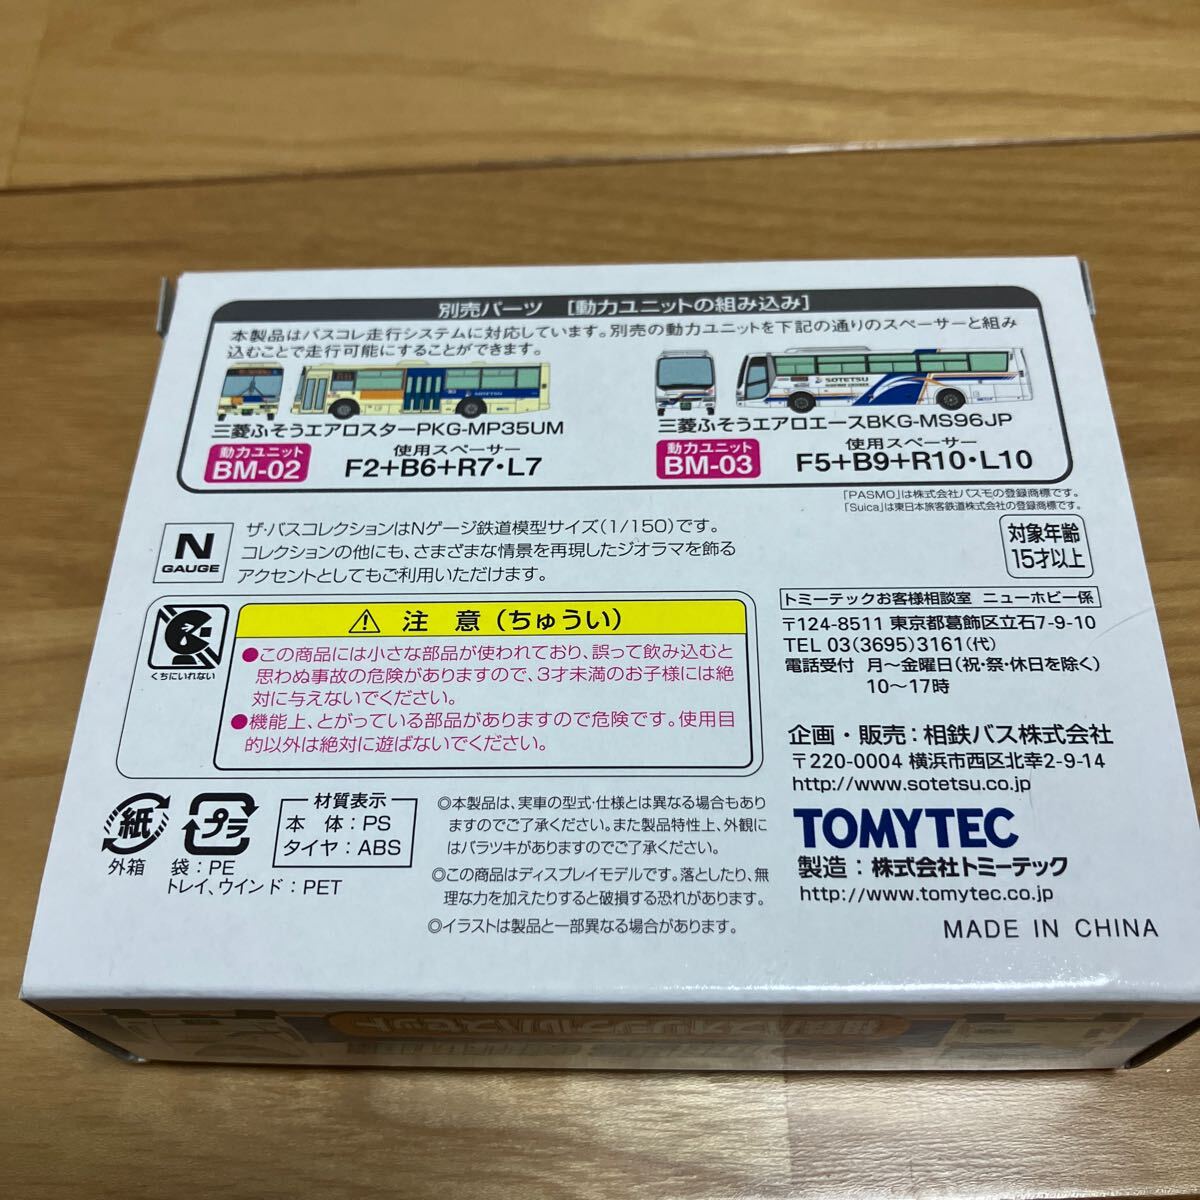 別売パーツ [動力ユニットの組み込み]
本製品はバスコレ走行システムに対応しています。別売の動力ユニットを下記の通りのスペーサーと組み
込むことで走行可能にすることができます。
SOTETSU
三菱ふそうエアロスターPKG-MP35UM
動力ユニット
BM-02
使用スペーサー
F2+B6+R7・L7
三菱ふそうエアロエースBKG-MS96JP
動力ユニット
BM-03
使用スペーサー
F5+B9+R10・L10
「PASMO」は株式会社パスモの登録商標です。
「Suica」は東日本旅客鉄道株式会社の登録商標です。
N
GAUGE
ザ・バスコレクションはNゲージ鉄道模型サイズ(1/150)です。
コレクションの他にも、さまざまな情景を再現したジオラマを飾る
アクセントとしてもご利用いただけます。
対象年齢
15才以上
くちにいれない
⚠ 注 意 (ちゅうい)
●この商品には小さな部品が使われており、誤って飲み込むと
思わぬ事故の危険がありますので、3才未満のお子様には絶
対に与えないでください。
●機能上、とがっている部品がありますので危険です。使用目
的以外は絶対に遊ばないでください。
トミーテックお客様相談室 ニューホビー係
〒124-8511 東京都葛飾区立石7-9-10
TEL 03(3695)3161(代)
電話受付 月～金曜日(祝・祭・休日を除く)
10～17時
企画・販売：相鉄バス株式会社
〒220-0004 横浜市西区北幸2-9-14
http://www.sotetsu.co.jp
TOMYTEC
製造：株式会社トミーテック
http://www.tomytec.co.jp
MADE IN CHINA
紙
外箱
プラ
袋：PE
トレイ、ウインド：PET
材質表示
本 体：PS
タイヤ：ABS
◎本製品は、実車の型式・仕様とは異なる場合もあり
ますのでご了承ください。また製品特性上、外観に
はバラツキがありますのでご了承ください。
◎この商品はディスプレイモデルです。落としたり、無
理な力を加えたりすると破損する恐れがあります。
◎イラストは製品と一部異なる場合があります。